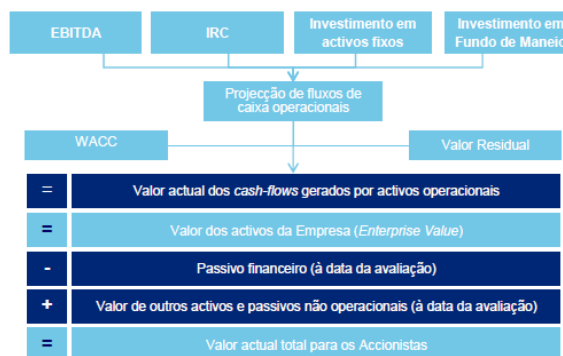 EBITDA
IRC
Investimento em
activos fixos
Investimento em
Fundo de Maneio
Projecção de fluxos de
caixa operacionais
WACC
Valor Residual
= Valor actual dos cash-flows gerados por activos operacionais
= Valor dos activos da Empresa (Enterprise Value)
- Passivo financeiro (à data da avaliação)
+ Valor de outros activos e passivos não operacionais (à data da avaliação)
= Valor actual total para os Accionistas